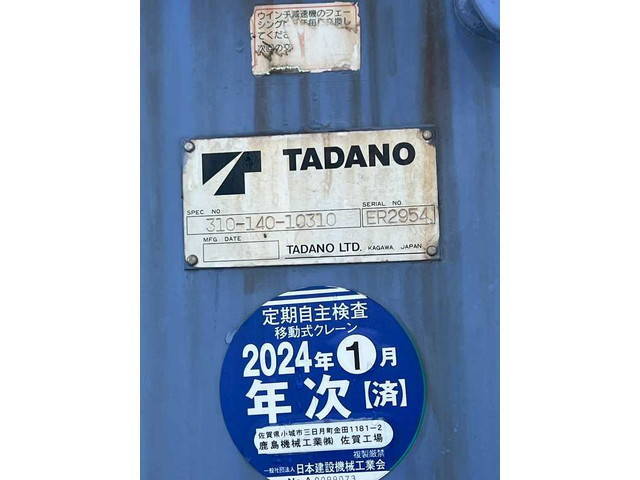 ウインチ減速機のフェー
てくださ
TADANO
SPEC NO
SERIAL NO
310-140-10310
ER2954
MFG DATE
TADANO LTD. KAGAWA, JAPAN
定期自主検査
移動式クレーン
2024年1月
年次【済】
佐賀県小城市三日月町金田1181-2
鹿島機械工業㈱ 佐賀工場
複製厳禁
一般社団法人 日本建設機械工業会
No.A 0099073